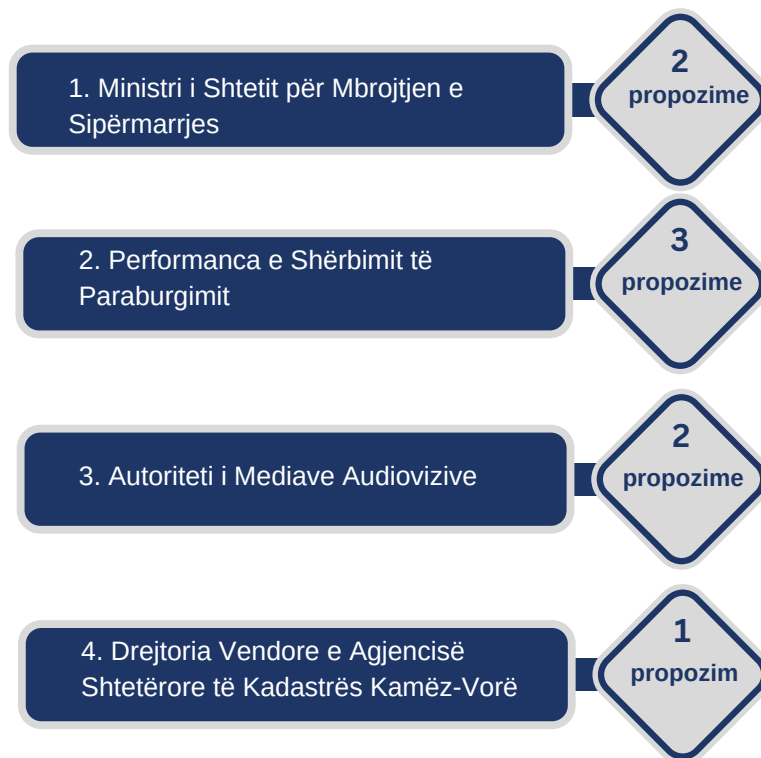 1. Ministri i Shtetit për Mbrojtjen e
Sipërmarrjes
2
propozime
2. Performanca e Shërbimit të
Paraburgimit
3
propozime
3. Autoriteti i Mediave Audiovizive
2
propozime
4. Drejtoria Vendore e Agjencisë
Shtetërore të Kadastrës Kamëz-Vorë
1
propozim